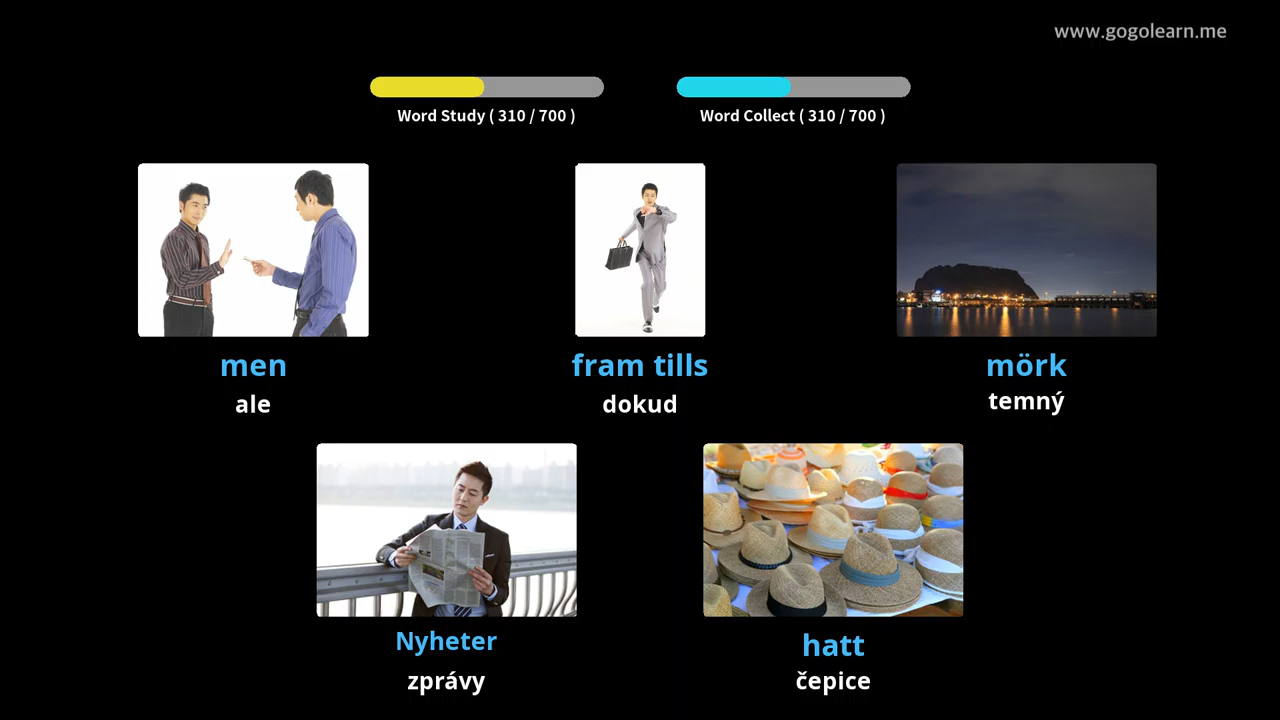 www.gogolearn.me
Word Study ( 310 / 700 )
Word Collect ( 310 / 700 )
men
ale
fram tills
dokud
mörk
temný
Nyheter
zprávy
hatt
čepice